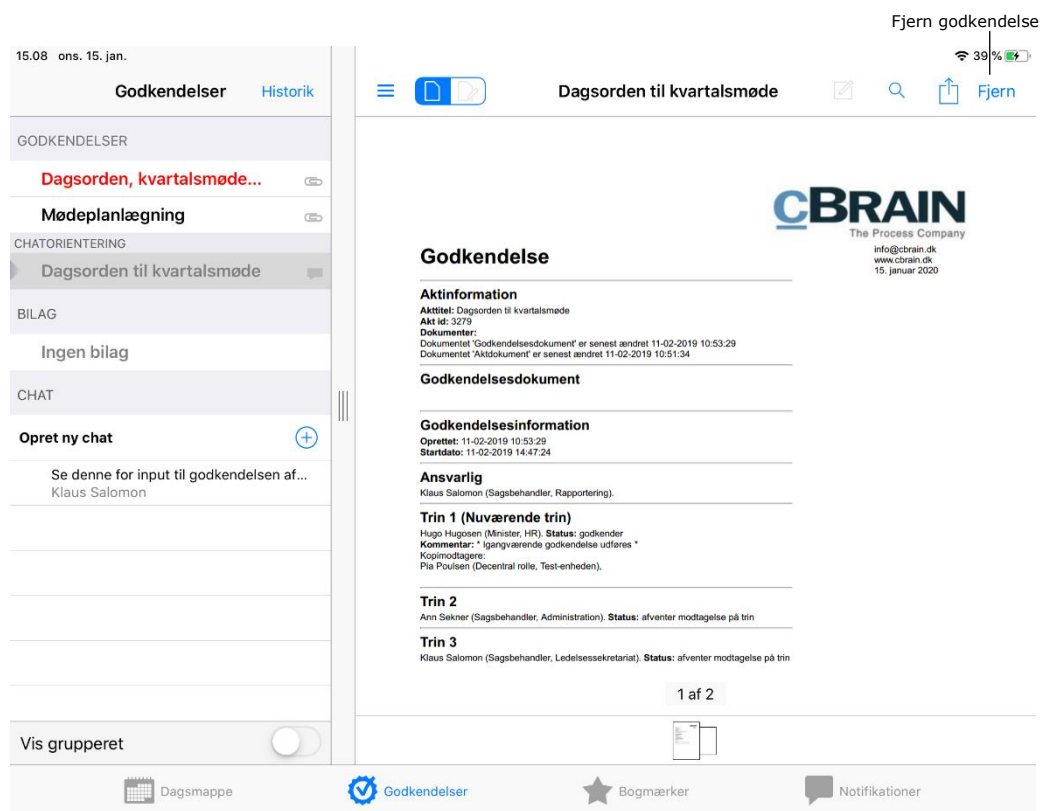 Fjern godkendelse
15.08 ons. 15. jan.
39 %
Godkendelser Historik
Dagsorden til kvartalsmøde Fjern
GODKENDELSER
Dagsorden, kvartalsmøde...
Mødeplanlægning
CHATORIENTERING
Dagsorden til kvartalsmøde
BILAG
Ingen bilag
CHAT
Opret ny chat
Se denne for input til godkendelsen af...
Klaus Salomon
Vis grupperet
cBRAIN
The Process Company
info@cbrain.dk
www.cbrain.dk
15. januar 2020
Godkendelse
Aktinformation
Akttitel: Dagsorden til kvartalsmøde
Akt id: 3279
Dokumenter:
Dokumentet 'Godkendelsesdokument' er senest ændret 11-02-2019 10:53:29
Dokumentet 'Aktdokument' er senest ændret 11-02-2019 10:51:34
Godkendelsesdokument
Godkendelsesinformation
Oprettet: 11-02-2019 10:53:29
Startdato: 11-02-2019 14:47:24
Ansvarlig
Klaus Salomon (Sagsbehandler, Rapportering).
Trin 1 (Nuværende trin)
Hugo Hugosen (Minister, HR). Status: godkender
Kommentar: * Igangværende godkendelse udføres *
Kopimodtagere:
Pia Poulsen (Decentral rolle, Test-enheden),
Trin 2
Ann Sekner (Sagsbehandler, Administration). Status: afventer modtagelse på trin
Trin 3
Klaus Salomon (Sagsbehandler, Ledelsessekretariat). Status: afventer modtagelse på trin
1 af 2
Dagsmappe Godkendelser Bogmærker Notifikationer